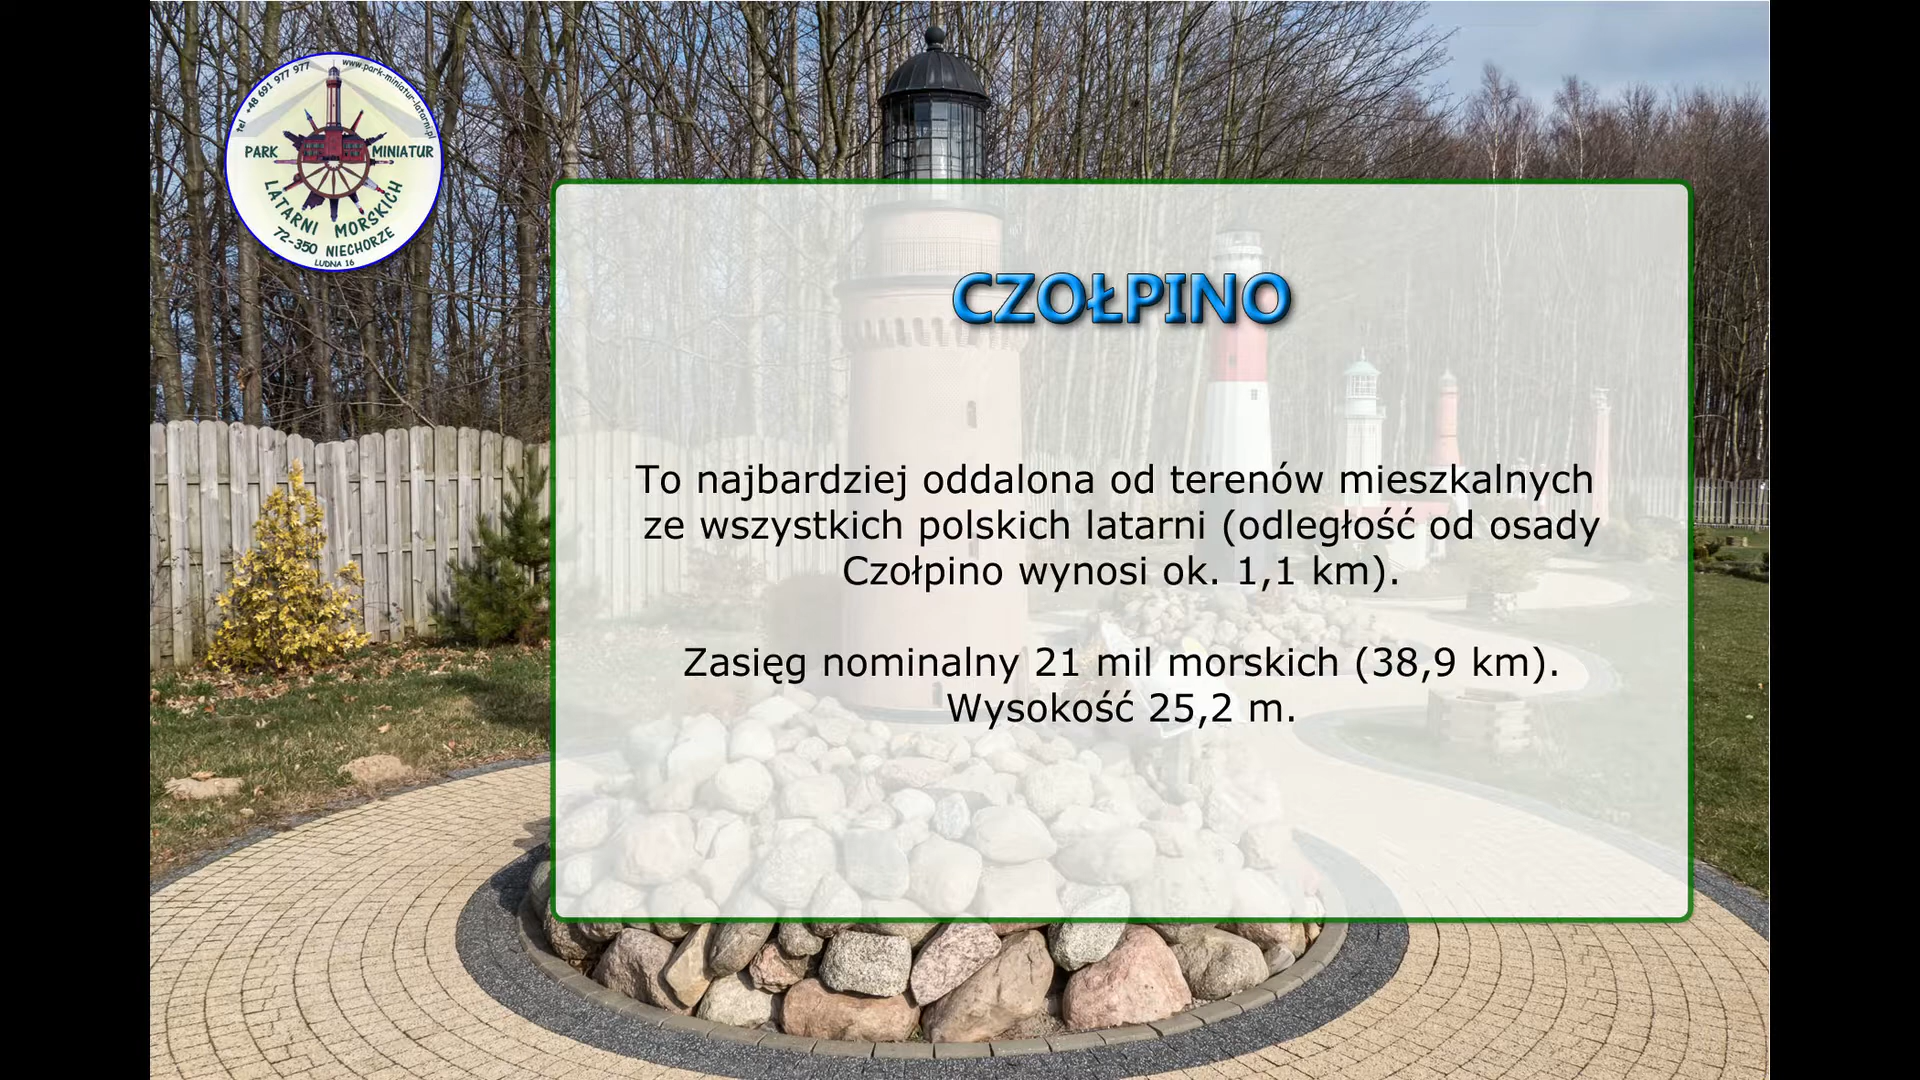 tel +48 691 977 977
www.park-miniatur-latarni.pl
PARK MINIATUR
LATARNI MORSKICH
72-350 NIECHORZE
LUDNA 16
CZOŁPINO
To najbardziej oddalona od terenów mieszkalnych
ze wszystkich polskich latarni (odległość od osady
Czołpino wynosi ok. 1,1 km).
Zasięg nominalny 21 mil morskich (38,9 km).
Wysokość 25,2 m.